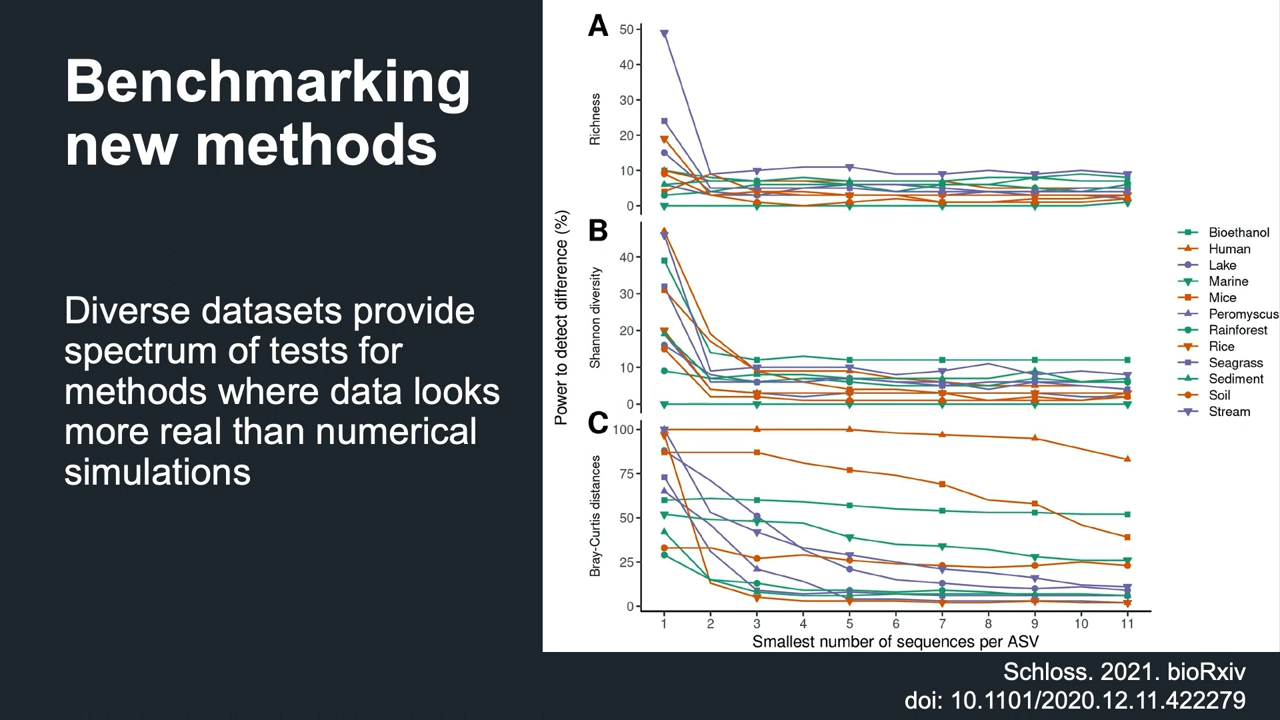 Benchmarking
new methods
Diverse datasets provide
spectrum of tests for
methods where data looks
more real than numerical
simulations
Power to detect difference (%)
A
Richness
50
40
30
20
10
0
B
Shannon diversity
40
30
20
10
0
C
Bray-Curtis distances
100
75
50
25
0
1 2 3 4 5 6 7 8 9 10 11
Smallest number of sequences per ASV
Bioethanol
Human
Lake
Marine
Mice
Peromyscus
Rainforest
Rice
Seagrass
Sediment
Soil
Stream
Schloss. 2021. bioRxiv
doi: 10.1101/2020.12.11.422279